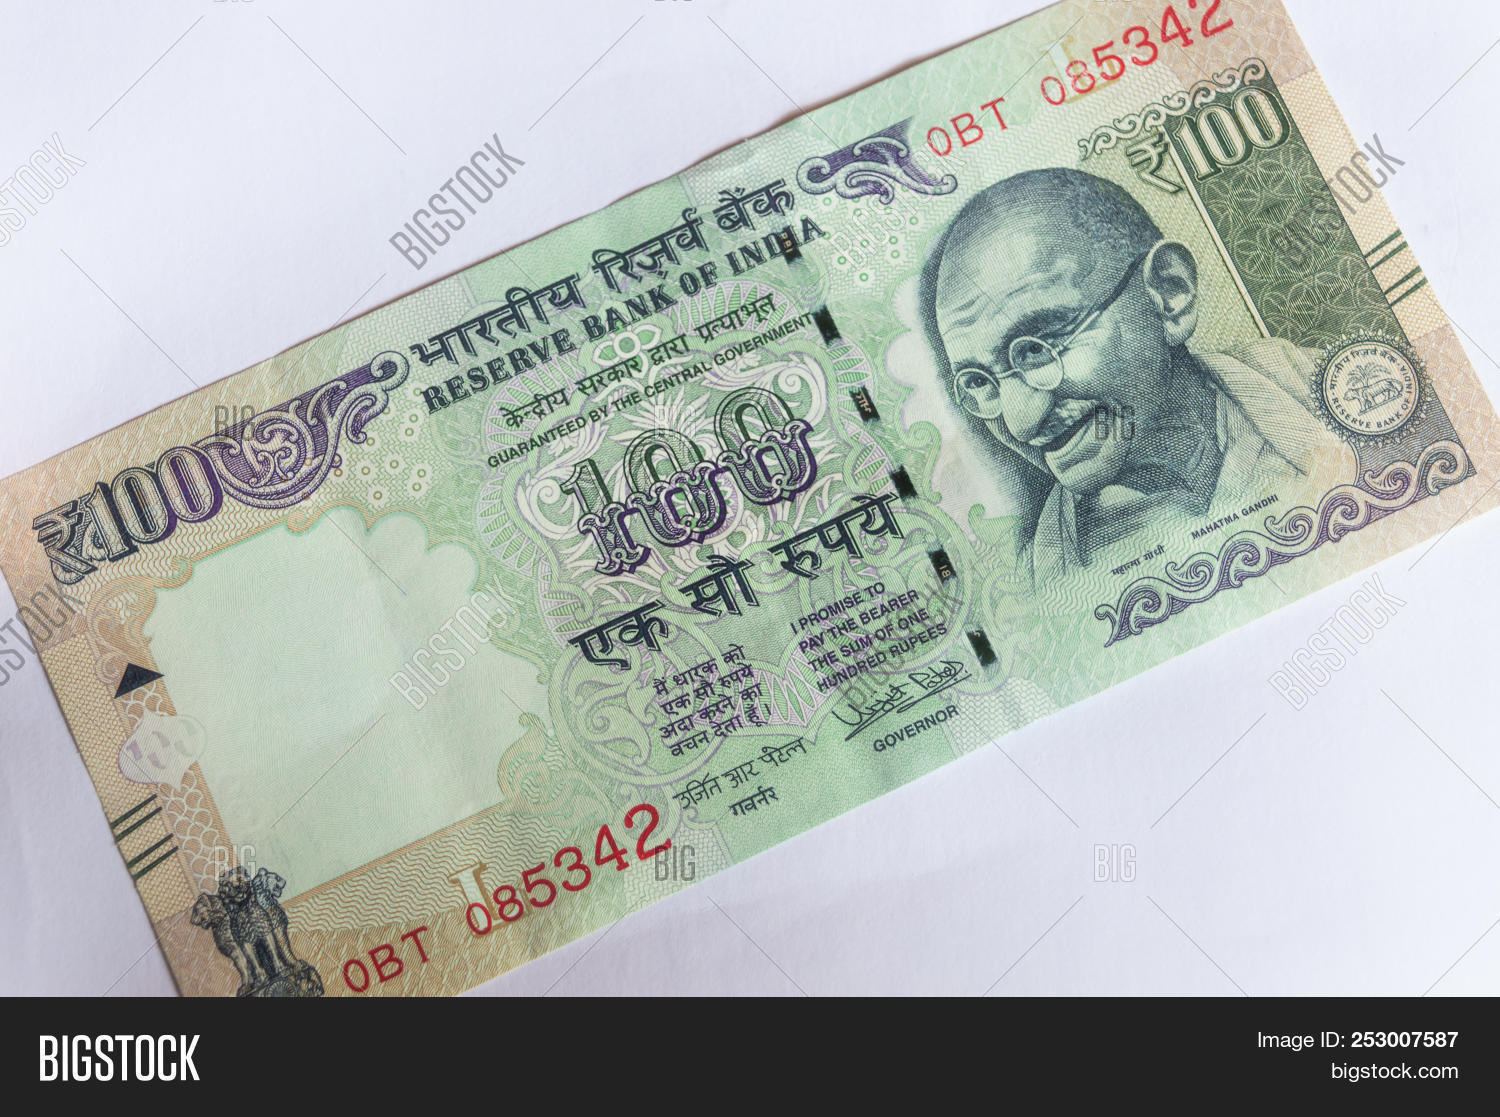 0BT 085342
₹100
भारतीय रिज़र्व बैंक
RESERVE BANK OF INDIA
केन्द्रीय सरकार द्वारा प्रत्याभूत
GUARANTEED BY THE CENTRAL GOVERNMENT
₹100
100
एक सौ रुपये
मैं धारक को
एक सौ रुपये
अदा करने का
वचन देता हूँ।
I PROMISE TO
PAY THE BEARER
THE SUM OF ONE
HUNDRED RUPEES
उर्जित आर पटेल
गवर्नर
GOVERNOR
महात्मा गांधी
MAHATMA GANDHI
भारतीय रिज़र्व बैंक
RESERVE BANK OF INDIA
L
0BT 085342
BIGSTOCK
Image ID: 253007587
bigstock.com